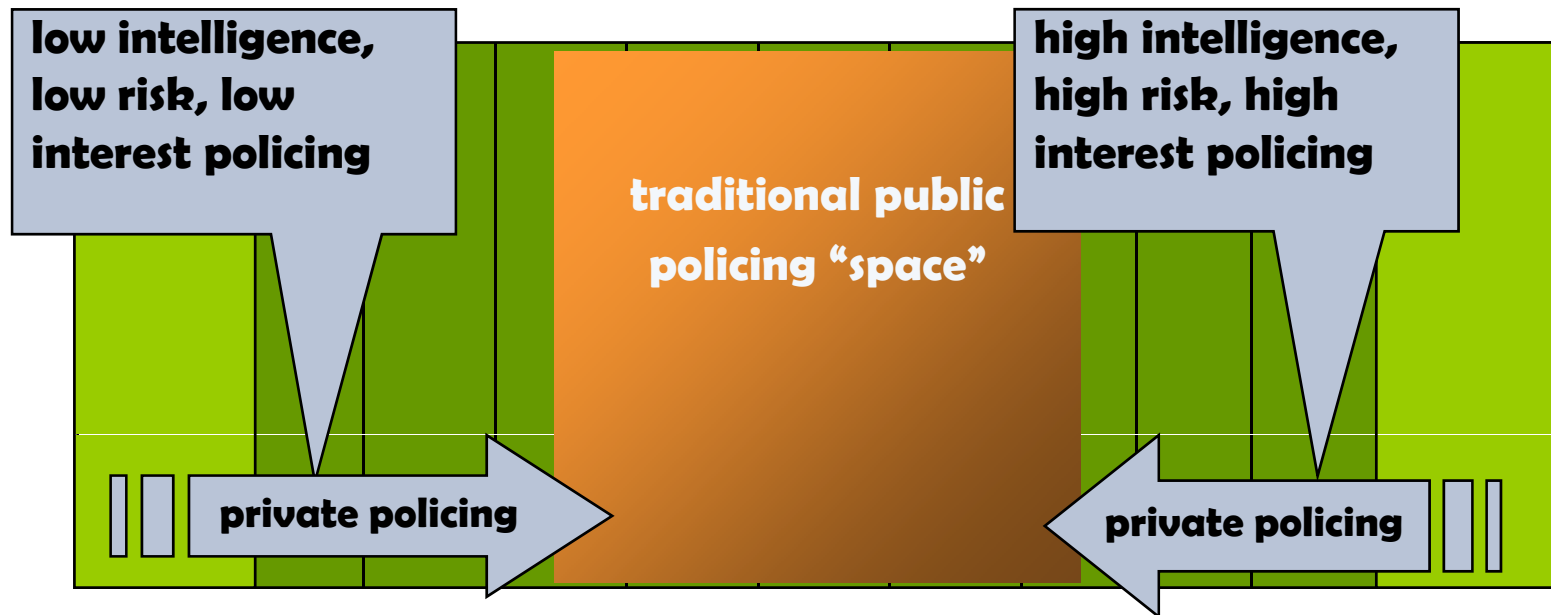 low intelligence,
low risk, low
interest policing
high intelligence,
high risk, high
interest policing
traditional public
policing “space”
private policing
private policing